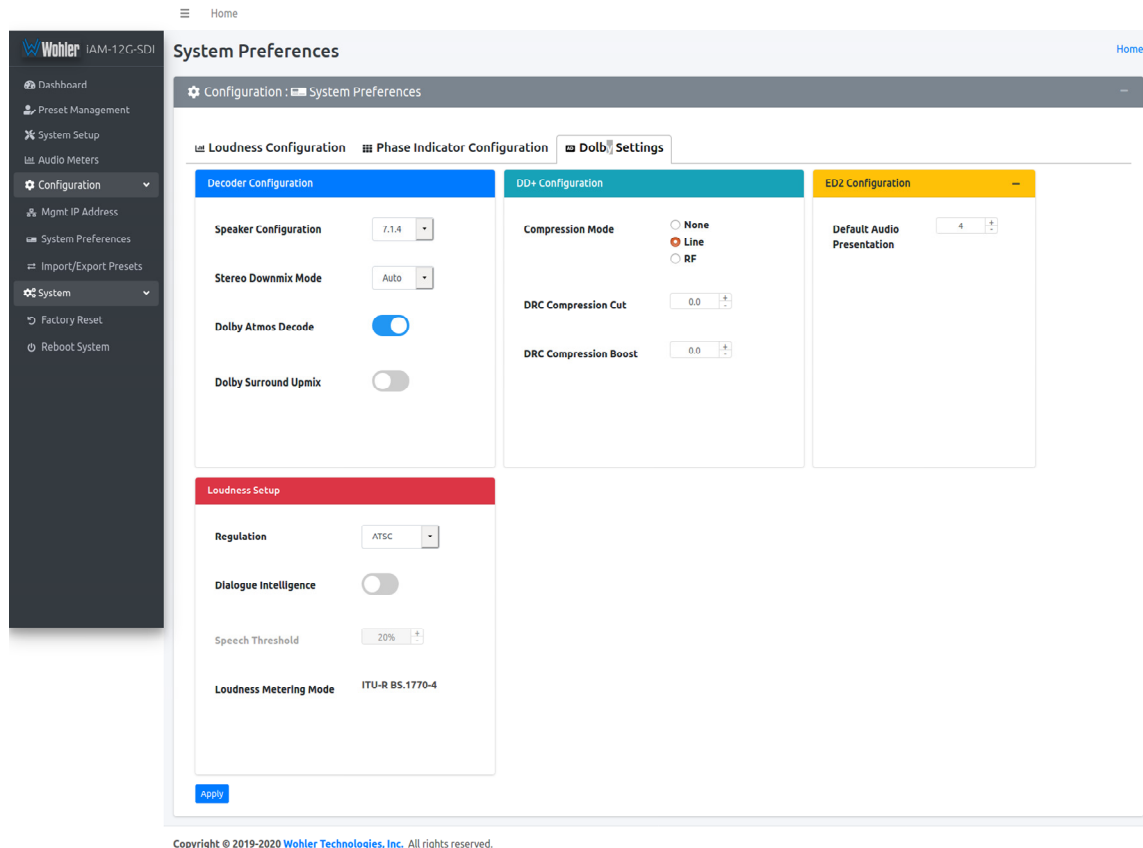 Home
Wohler iAM-12G-SDI
Dashboard
Preset Management
System Setup
Audio Meters
Configuration
Mgmt IP Address
System Preferences
Import/Export Presets
System
Factory Reset
Reboot System
System Preferences
Home
Configuration : System Preferences
Loudness Configuration Phase Indicator Configuration Dolby Settings
Decoder Configuration
Speaker Configuration 7.1.4
Stereo Downmix Mode Auto
Dolby Atmos Decode
Dolby Surround Upmix
DD+ Configuration
Compression Mode None
Line
RF
DRC Compression Cut 0.0
DRC Compression Boost 0.0
ED2 Configuration
Default Audio 4
Presentation
Loudness Setup
Regulation ATSC
Dialogue Intelligence
Speech Threshold 20%
Loudness Metering Mode ITU-R BS.1770-4
Apply
Copyright © 2019-2020 Wohler Technologies, Inc. All rights reserved.